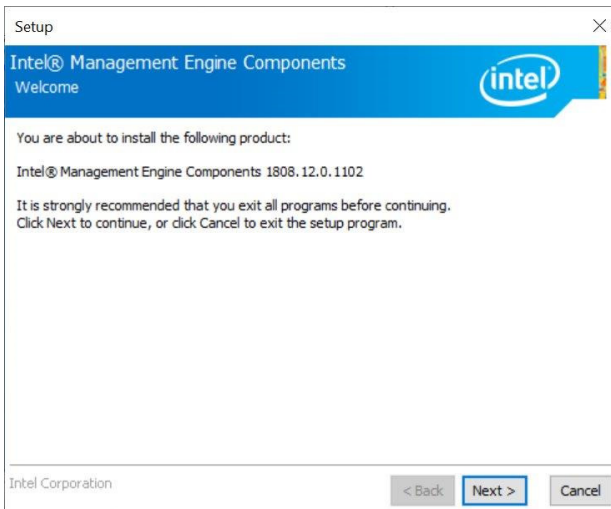 Setup
Intel® Management Engine Components
Welcome
intel
You are about to install the following product:
Intel® Management Engine Components 1808.12.0.1102
It is strongly recommended that you exit all programs before continuing.
Click Next to continue, or click Cancel to exit the setup program.
Intel Corporation
< Back Next > Cancel